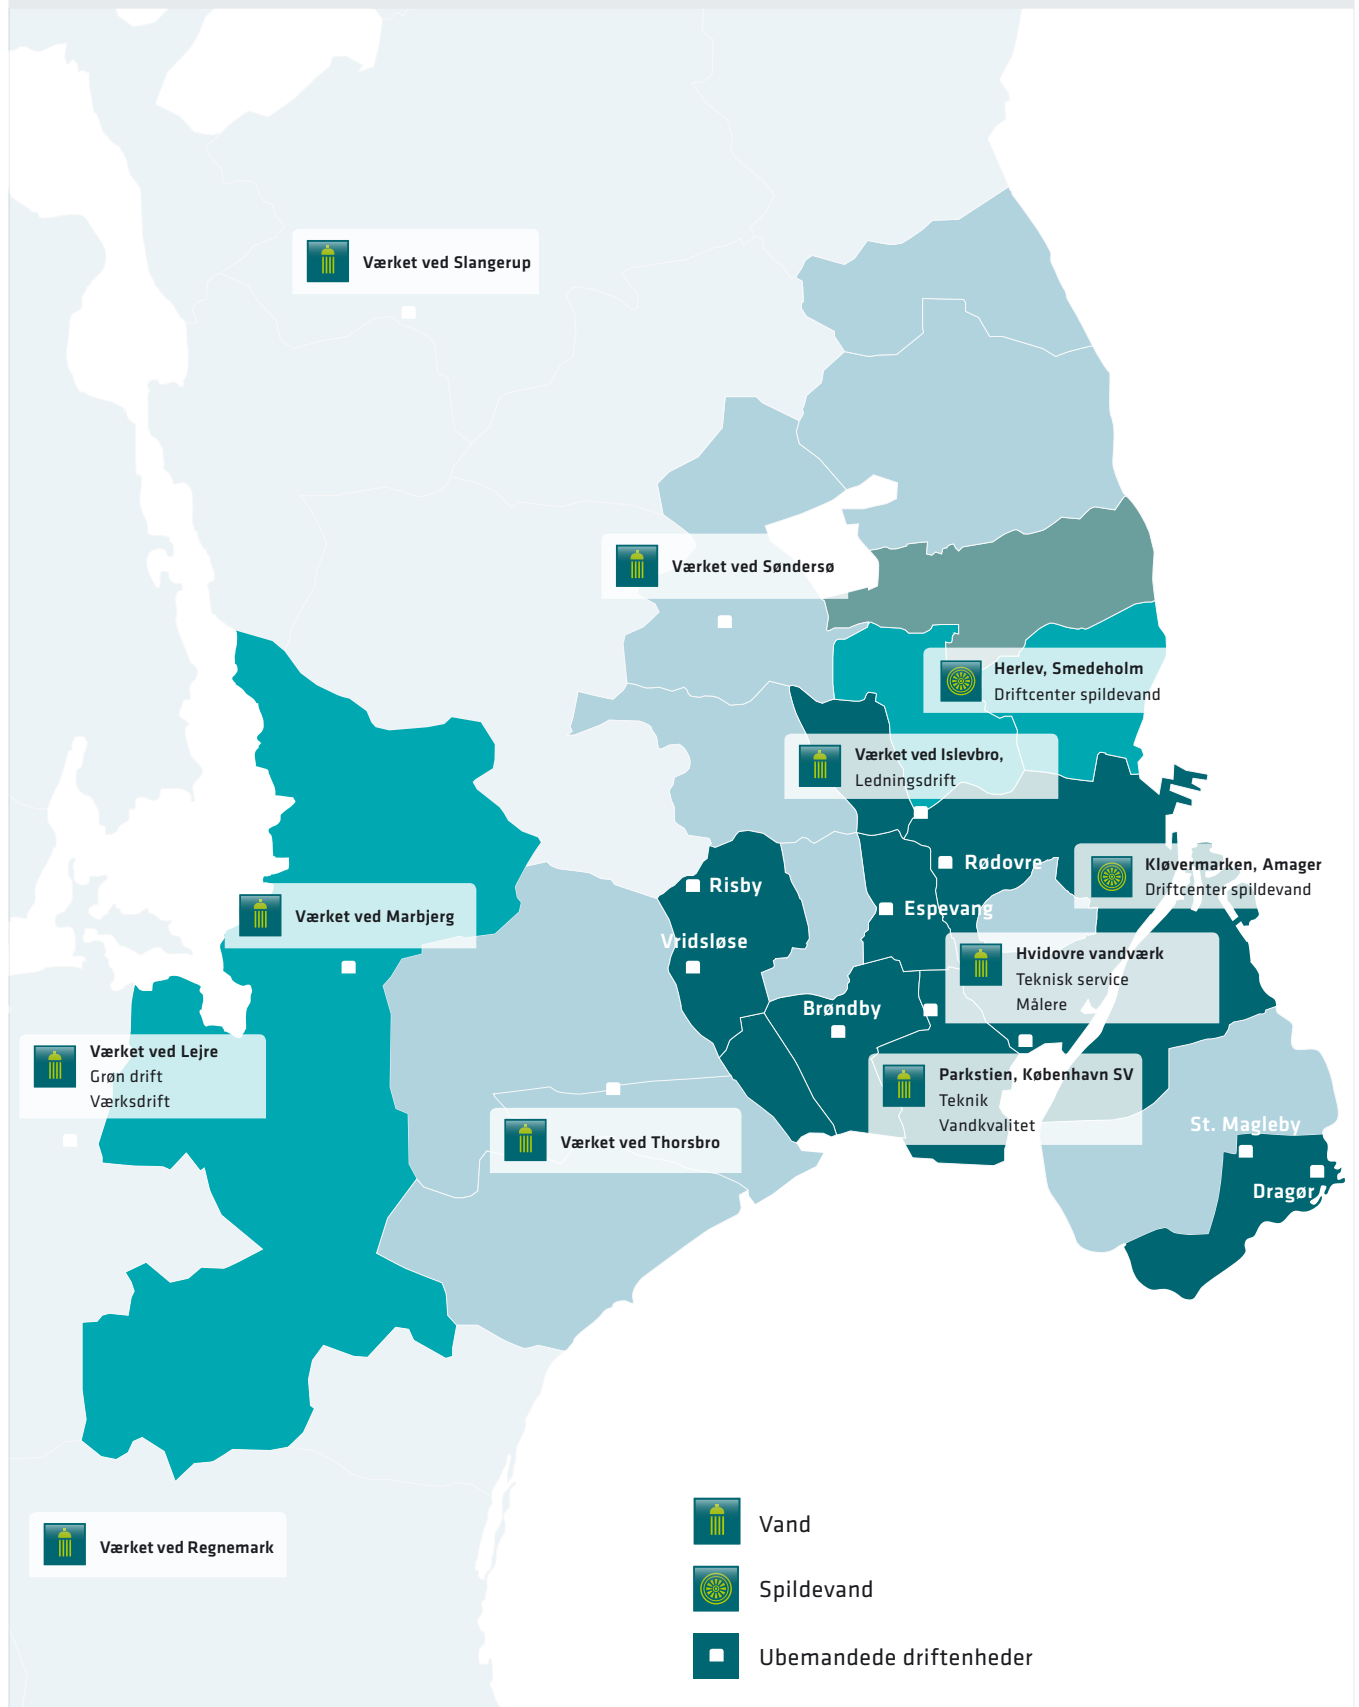 Værket ved Slangerup
Værket ved Søndersø
Herlev, Smedeholm
Driftcenter spildevand
Værket ved Islevbro,
Ledningsdrift
Rødovre
Kløvermarken, Amager
Driftcenter spildevand
Risby
Espevang
Værket ved Marbjerg
Vridsløse
Hvidovre vandværk
Teknisk service
Målere
Brøndby
Værket ved Lejre
Grøn drift
Værksdrift
Parkstien, København SV
Teknik
Vandkvalitet
St. Magleby
Værket ved Thorsbro
Dragør
Vand
Værket ved Regnemark
Spildevand
Ubemandede driftenheder